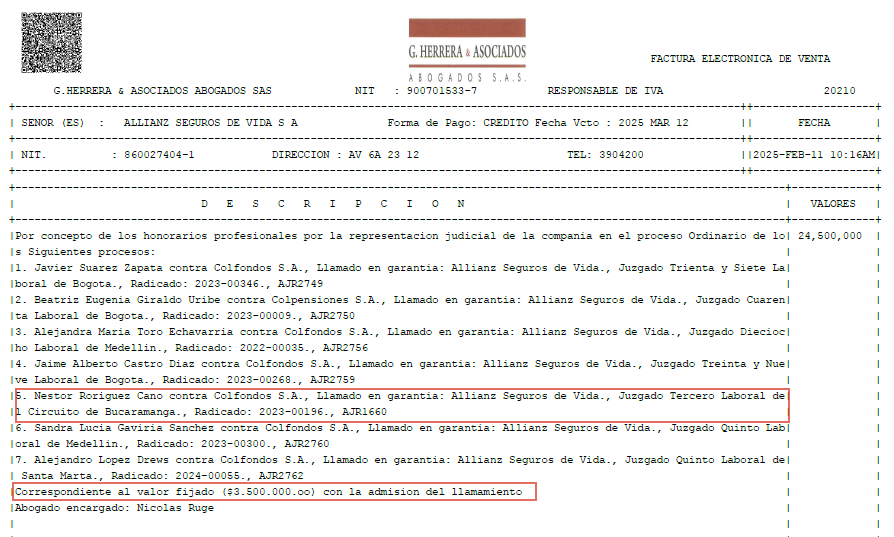 G. HERRERA & ASOCIADOS
ABOGADOS S.A.S.
FACTURA ELECTRONICA DE VENTA
G.HERRERA & ASOCIADOS ABOGADOS SAS NIT : 900701533-7 RESPONSABLE DE IVA 20210
SENOR (ES) : ALLIANZ SEGUROS DE VIDA S A Forma de Pago: CREDITO Fecha Vcto : 2025 MAR 12 FECHA
NIT. : 860027404-1 DIRECCION : AV 6A 23 12 TEL: 3904200 2025-FEB-11 10:16AM
D E S C R I P C I O N VALORES
Por concepto de los honorarios profesionales por la representacion judicial de la compania en el proceso Ordinario de lo 24,500,000
s Siguientes procesos:
1. Javier Suarez Zapata contra Colfondos S.A., Llamado en garantia: Allianz Seguros de Vida., Juzgado Trienta y Siete La
boral de Bogota., Radicado: 2023-00346., AJR2749
2. Beatriz Eugenia Giraldo Uribe contra Colpensiones S.A., Llamado en garantia: Allianz Seguros de Vida., Juzgado Cuaren
ta Laboral de Bogota., Radicado: 2023-00009., AJR2750
3. Alejandra Maria Toro Echavarria contra Colfondos S.A., Llamado en garantia: Allianz Seguros de Vida., Juzgado Diecioc
ho Laboral de Medellin., Radicado: 2022-00035., AJR2756
4. Jaime Alberto Castro Diaz contra Colfondos S.A., Llamado en garantia: Allianz Seguros de Vida., Juzgado Treinta y Nue
ve Laboral de Bogota., Radicado: 2023-00268., AJR2759
5. Nestor Roriguez Cano contra Colfondos S.A., Llamado en garantia: Allianz Seguros de Vida., Juzgado Tercero Laboral de
l Circuito de Bucaramanga., Radicado: 2023-00196., AJR1660
6. Sandra Lucia Gaviria Sanchez contra Colfondos S.A., Llamado en garantia: Allianz Seguros de Vida., Juzgado Quinto Lab
oral de Medellin., Radicado: 2023-00300., AJR2760
7. Alejandro Lopez Drews contra Colfondos S.A., Llamado en garantia: Allianz Seguros de Vida., Juzgado Quinto Laboral de
Santa Marta., Radicado: 2024-00055., AJR2762
Correspondiente al valor fijado ($3.500.000.oo) con la admision del llamamiento
Abogado encargado: Nicolas Ruge